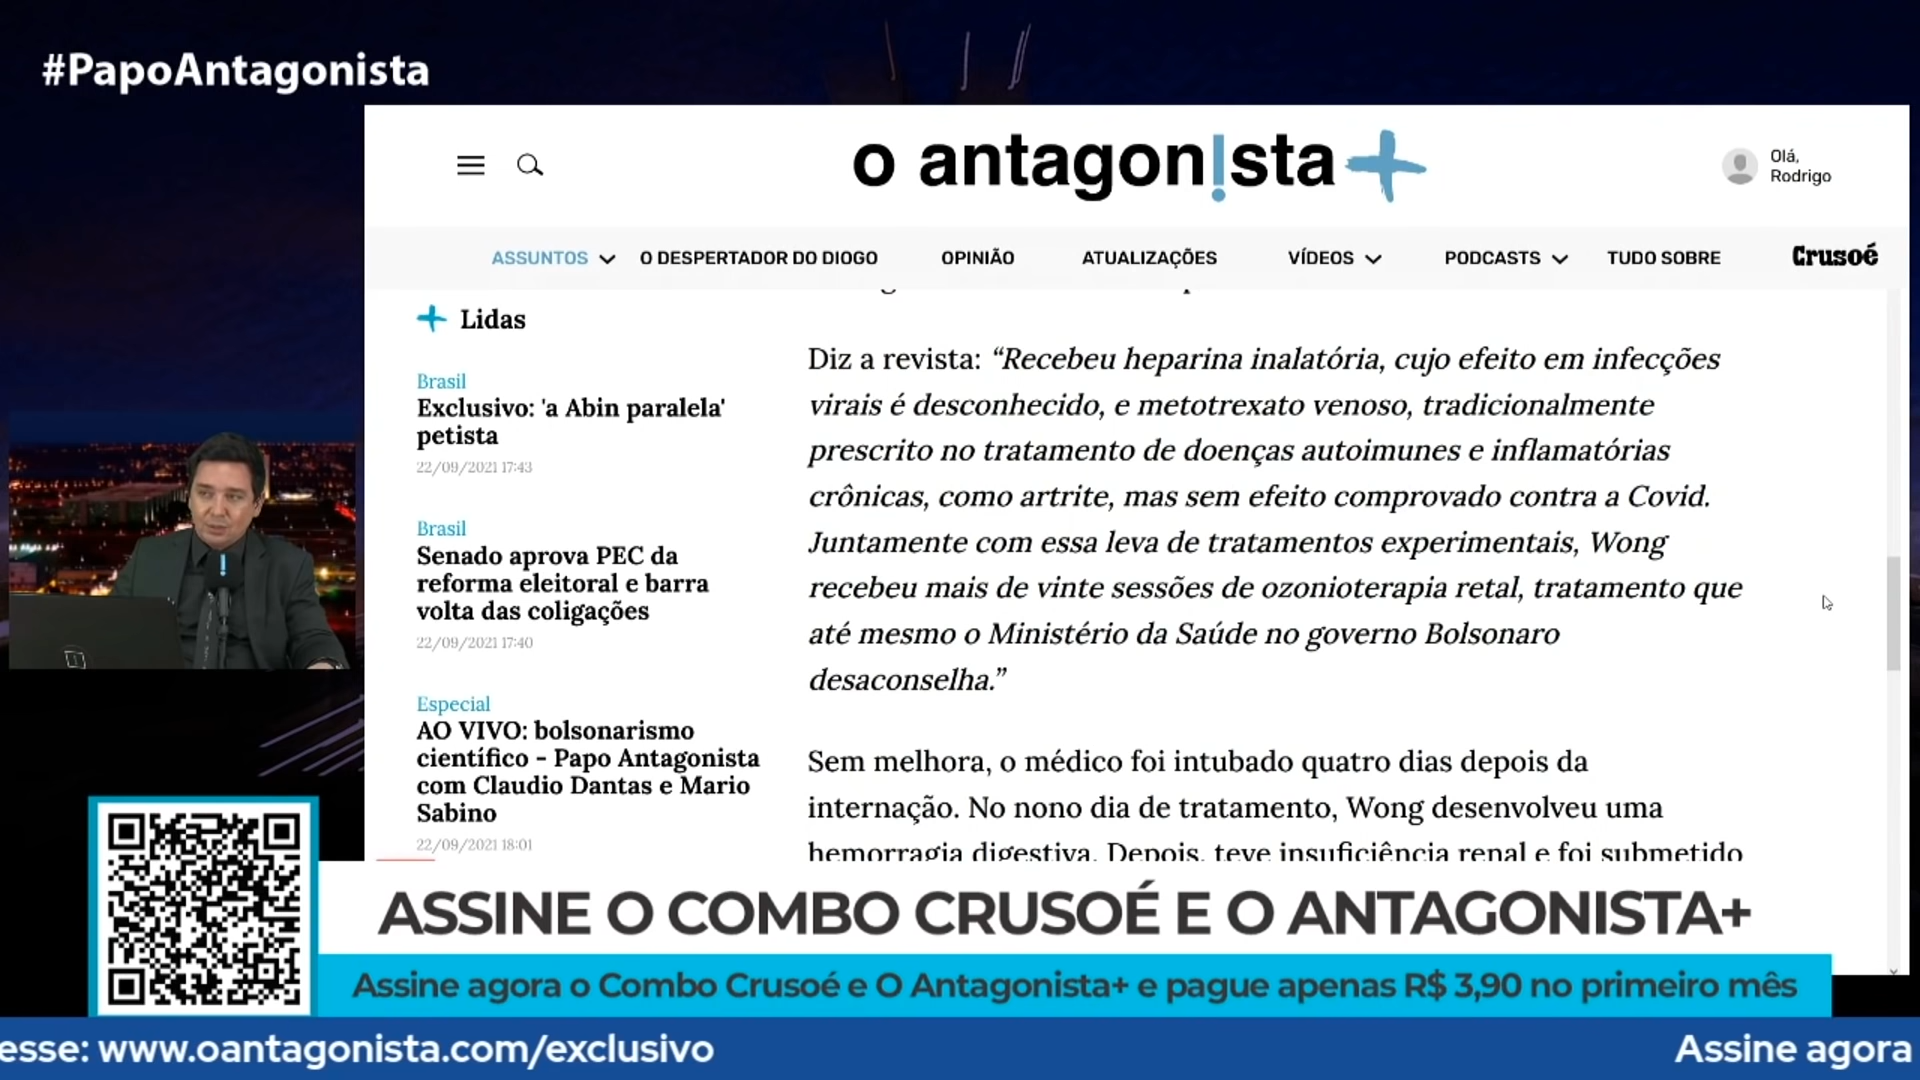 #PapoAntagonista
o antagon!sta+
Olá,
Rodrigo
ASSUNTOS
O DESPERTADOR DO DIOGO
OPINIÃO
ATUALIZAÇÕES
VÍDEOS
PODCASTS
TUDO SOBRE
Crusoé
+ Lidas
Brasil
Exclusivo: 'a Abin paralela'
petista
22/09/2021 17:43
Brasil
Senado aprova PEC da
reforma eleitoral e barra
volta das coligações
22/09/2021 17:40
Especial
AO VIVO: bolsonarismo
científico - Papo Antagonista
com Claudio Dantas e Mario
Sabino
22/09/2021 18:01
Diz a revista: “Recebeu heparina inalatória, cujo efeito em infecções
virais é desconhecido, e metotrexato venoso, tradicionalmente
prescrito no tratamento de doenças autoimunes e inflamatórias
crônicas, como artrite, mas sem efeito comprovado contra a Covid.
Juntamente com essa leva de tratamentos experimentais, Wong
recebeu mais de vinte sessões de ozonioterapia retal, tratamento que
até mesmo o Ministério da Saúde no governo Bolsonaro
desaconselha.”
Sem melhora, o médico foi intubado quatro dias depois da
internação. No nono dia de tratamento, Wong desenvolveu uma
hemorragia digestiva. Depois, teve insuficiência renal e foi submetido
ASSINE O COMBO CRUSOÉ E O ANTAGONISTA+
Assine agora o Combo Crusoé e O Antagonista+ e pague apenas R$ 3,90 no primeiro mês
esse: www.oantagonista.com/exclusivo
Assine agora